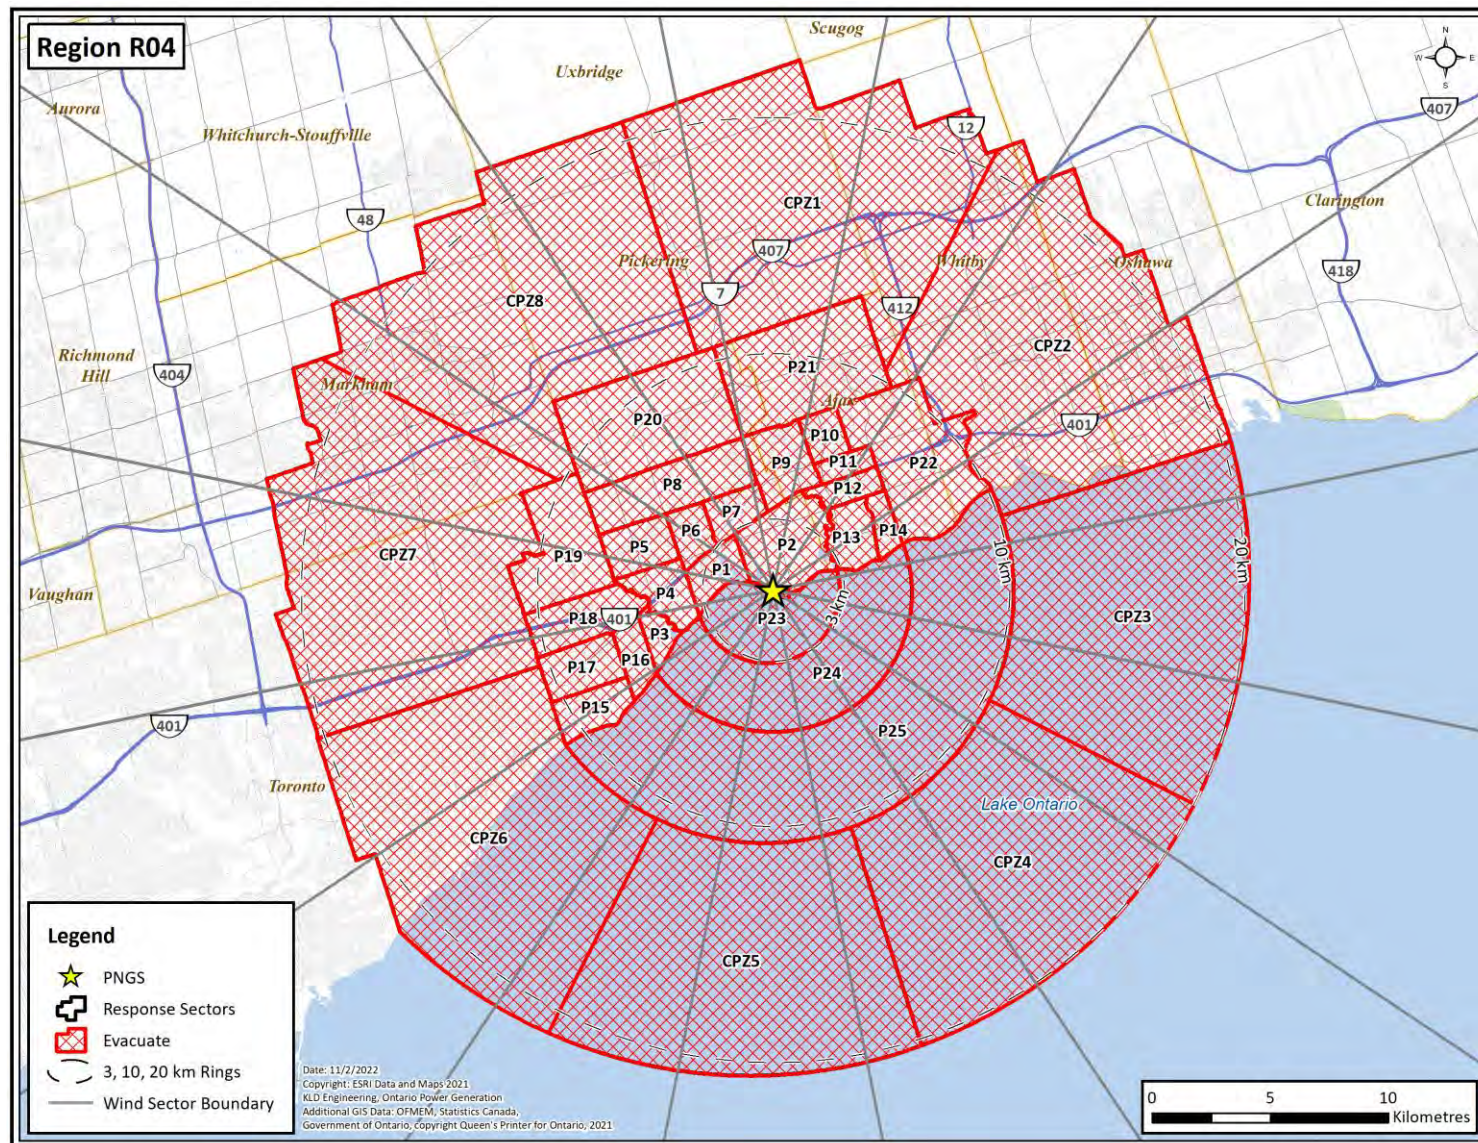 Region R04
Scugog
Uxbridge
N
W E
S
Aurora
Whitchurch-Stouffville
12
407
48
CPZ1
Clarington
407
Pickering
Whitby
Oshawa
418
7
CPZ8
412
Richmond
Hill
404
Markham
CPZ2
P21
Ajax
P20
401
P10
P9
P11
P22
P8
P12
P7
P6
P14
P13
P5
P2
10 km
20 km
CPZ7
P19
P1
Vaughan
P4
3 km
P18
401
P23
CPZ3
P3
P16
P17
P24
P15
401
P25
Toronto
Lake Ontario
CPZ6
CPZ4
CPZ5
Legend
PNGS
Response Sectors
Evacuate
3, 10, 20 km Rings
Wind Sector Boundary
Date: 11/2/2022
Copyright: ESRI Data and Maps 2021
KLD Engineering, Ontario Power Generation
Additional GIS Data: OFMEM, Statistics Canada,
Government of Ontario, copyright Queen's Printer for Ontario, 2021
0 5 10
Kilometres